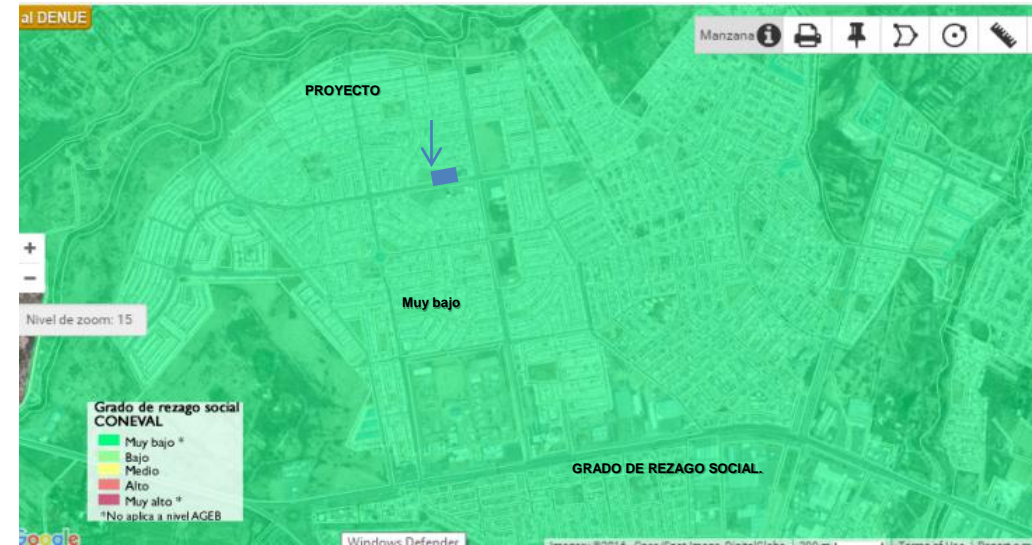 al DENUE
Manzana
PROYECTO
+
−
Nivel de zoom: 15
Muy bajo
Grado de rezago social
CONEVAL
Muy bajo *
Bajo
Medio
Alto
Muy alto *
*No aplica a nivel AGEB
GRADO DE REZAGO SOCIAL.
Google
Windows Defender